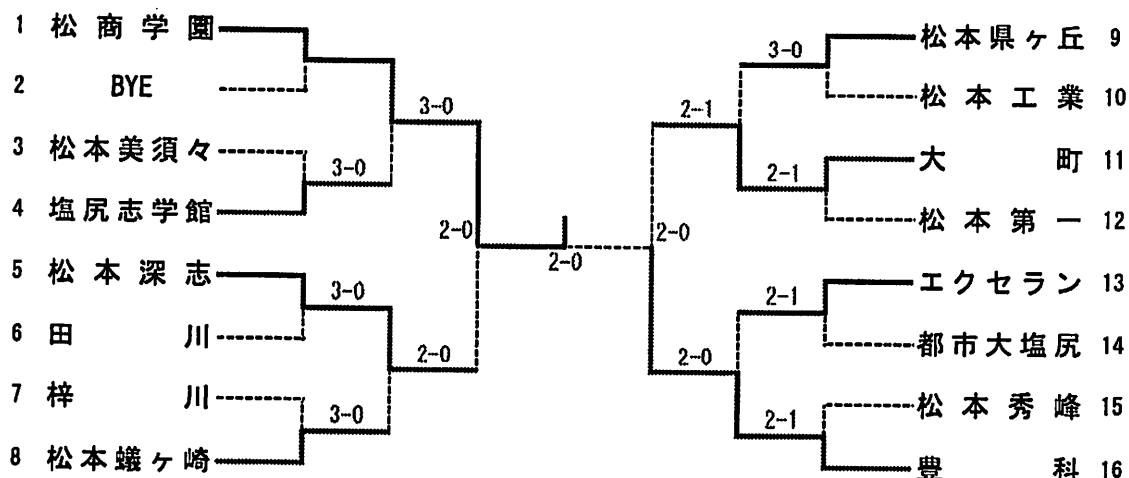 1 松商学園
2 BYE
3 松本美須々
4 塩尻志学館
5 松本深志
6 田川
7 梓川
8 松本蟻ヶ崎
3-0
3-0
3-0
3-0
2-0
2-0
2-0
松本県ヶ丘 9
松本工業 10
大町 11
松本第一 12
エクセラン 13
都市大塩尻 14
松本秀峰 15
豊科 16
3-0
2-1
2-1
2-0
2-1
2-0
2-1